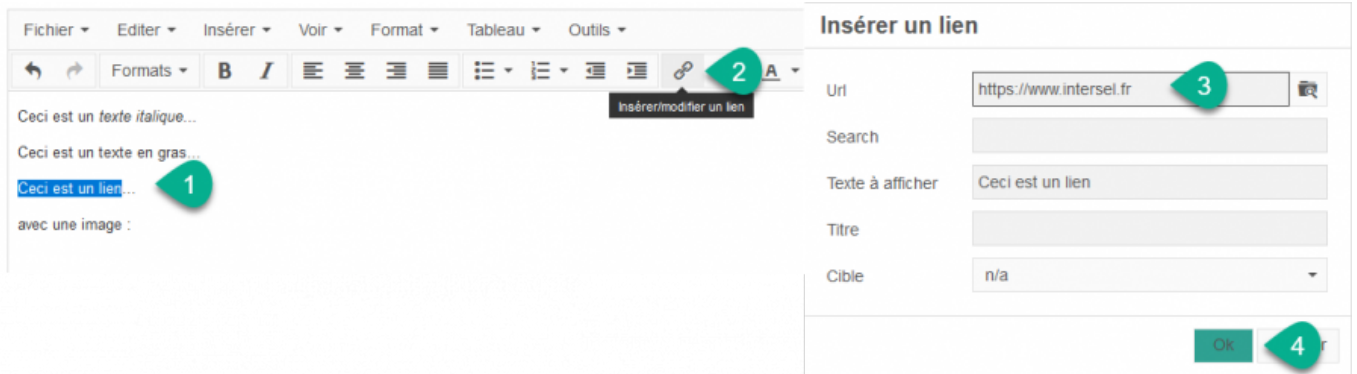 Fichier Editer Insérer Voir Format Tableau Outils
Formats B I 2 A
Insérer/modifier un lien
Ceci est un texte italique...
Ceci est un texte en gras...
Ceci est un lien... 1
avec une image :
Insérer un lien
Url https://www.intersel.fr 3
Search
Texte à afficher Ceci est un lien
Titre
Cible n/a
Ok 4 r